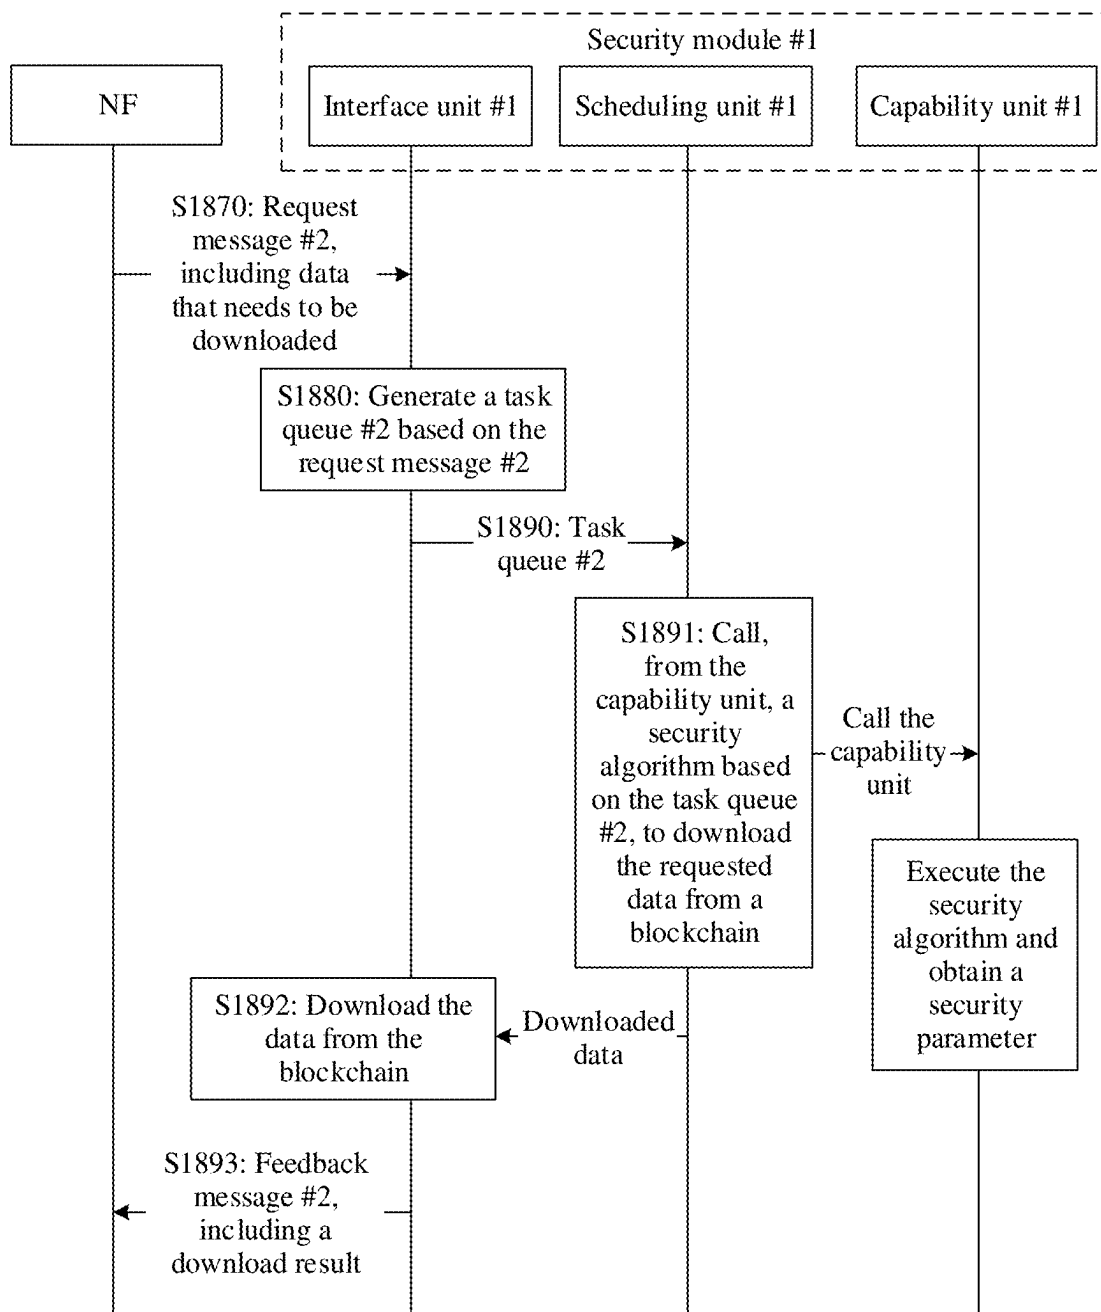 Security module #1
NF
Interface unit #1
Scheduling unit #1
Capability unit #1
S1870: Request
message #2,
including data
that needs to be
downloaded
S1880: Generate a task
queue #2 based on the
request message #2
S1890: Task
queue #2
S1891: Call,
from the
capability unit, a
security
algorithm based
on the task queue
#2, to download
the requested
data from a
blockchain
Call the
capability
unit
Execute the
security
algorithm and
obtain a
security
parameter
S1892: Download the
data from the
blockchain
Downloaded
data
S1893: Feedback
message #2,
including a
download result